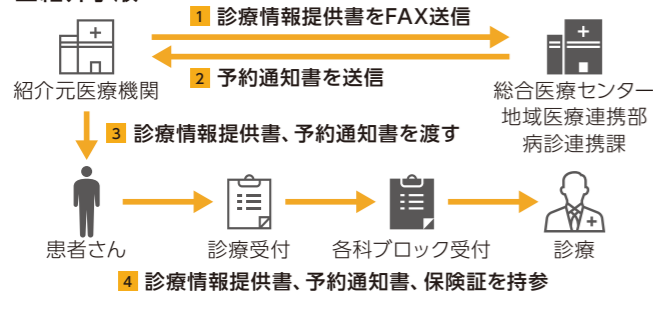 1 診療情報提供書をFAX送信
2 予約通知書を送信
紹介元医療機関
総合医療センター
地域医療連携部
病診連携課
3 診療情報提供書、予約通知書を渡す
患者さん
診療受付
各科ブロック受付
診療
4 診療情報提供書、予約通知書、保険証を持参